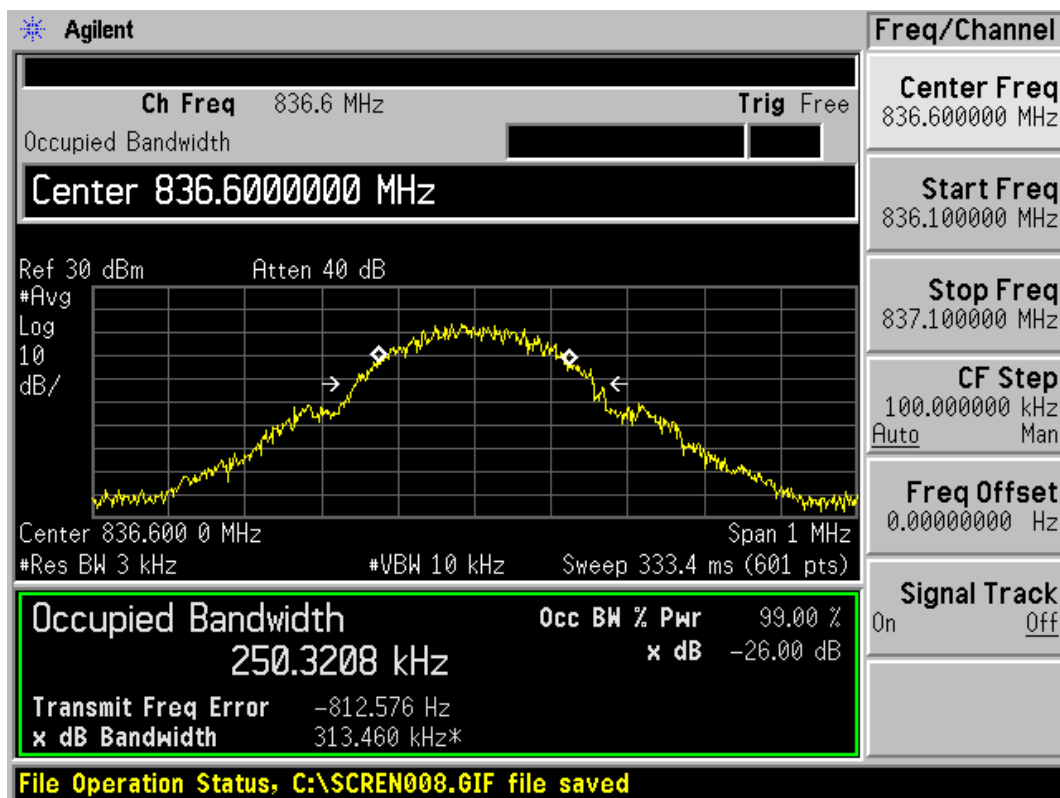 Agilent
Freq/Channel
Ch Freq 836.6 MHz Trig Free
Occupied Bandwidth
Center 836.6000000 MHz
Ref 30 dBm Atten 40 dB
#Avg
Log
10
dB/
Center 836.600 0 MHz Span 1 MHz
#Res BW 3 kHz #VBW 10 kHz Sweep 333.4 ms (601 pts)
Occupied Bandwidth
250.3208 kHz
Occ BW % Pwr 99.00 %
x dB -26.00 dB
Transmit Freq Error -812.576 Hz
x dB Bandwidth 313.460 kHz*
File Operation Status, C:\SCREN008.GIF file saved
Center Freq
836.600000 MHz
Start Freq
836.100000 MHz
Stop Freq
837.100000 MHz
CF Step
100.000000 kHz
Auto Man
Freq Offset
0.00000000 Hz
Signal Track
On Off